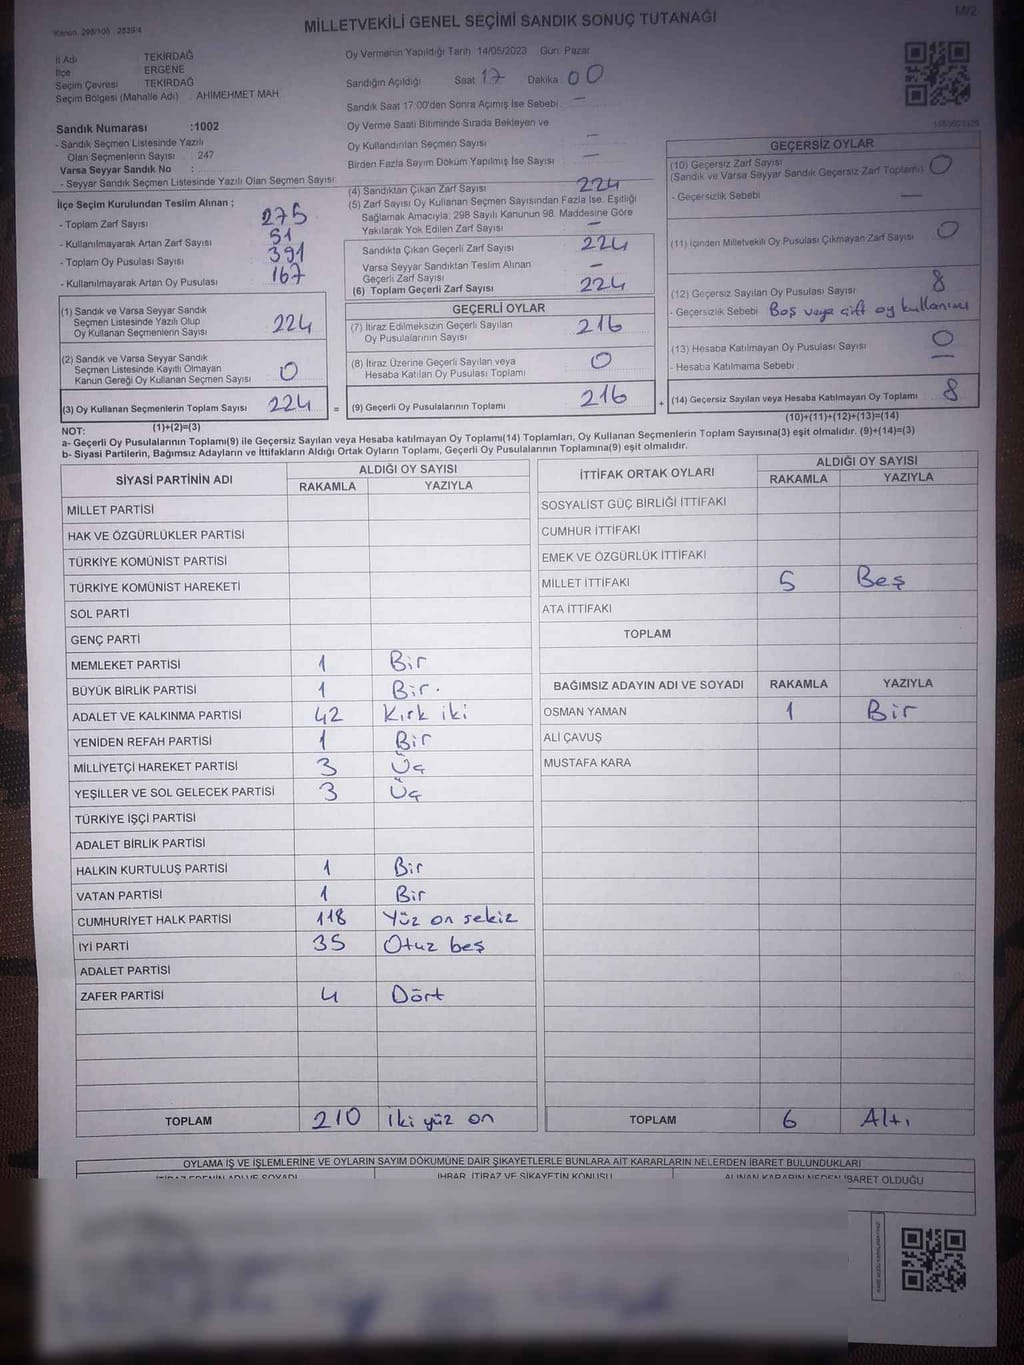 M/2
Kanun 298/105 2839/4
MİLLETVEKİLİ GENEL SEÇİMİ SANDIK SONUÇ TUTANAĞI
İl Adı TEKİRDAĞ
İlçe ERGENE
Seçim Çevresi TEKİRDAĞ
Seçim Bölgesi (Mahalle Adı) AHİMEHMET MAH
Sandık Numarası :1002
- Sandık Seçmen Listesinde Yazılı
Olan Seçmenlerin Sayısı : 247
Varsa Seyyar Sandık No :
- Seyyar Sandık Seçmen Listesinde Yazılı Olan Seçmen Sayısı:
İlçe Seçim Kurulundan Teslim Alınan ;
- Toplam Zarf Sayısı 275
- Kullanılmayarak Artan Zarf Sayısı 51
- Toplam Oy Pusulası Sayısı 391
- Kullanılmayarak Artan Oy Pusulası 167
(1) Sandık ve Varsa Seyyar Sandık
Seçmen Listesinde Yazılı Olup
Oy Kullanan Seçmenlerin Sayısı 224
(2) Sandık ve Varsa Seyyar Sandık
Seçmen Listesinde Kayıtlı Olmayan
Kanun Gereği Oy Kullanan Seçmen Sayısı 0
(3) Oy Kullanan Seçmenlerin Toplam Sayısı 224 =
(1)+(2)=(3)
Oy Vermenin Yapıldığı Tarih 14/05/2023 Gün: Pazar
Sandığın Açıldığı Saat 17 Dakika 00
Sandık Saat 17:00'den Sonra Açılmış İse Sebebi -
Oy Verme Saati Bitiminde Sırada Bekleyen ve
Oy Kullandırılan Seçmen Sayısı -
Birden Fazla Sayım Döküm Yapılmış İse Sayısı -
(4) Sandıktan Çıkan Zarf Sayısı 224
(5) Zarf Sayısı Oy Kullanan Seçmen Sayısından Fazla İse, Eşitliği
Sağlamak Amacıyla, 298 Sayılı Kanunun 98. Maddesine Göre
Yakılarak Yok Edilen Zarf Sayısı -
Sandıkta Çıkan Geçerli Zarf Sayısı 224
Varsa Seyyar Sandıktan Teslim Alınan
Geçerli Zarf Sayısı -
(6) Toplam Geçerli Zarf Sayısı 224
GEÇERLİ OYLAR
(7) İtiraz Edilmeksizin Geçerli Sayılan
Oy Pusulalarının Sayısı 216
(8) İtiraz Üzerine Geçerli Sayılan veya
Hesaba Katılan Oy Pusulası Toplamı 0
(9) Geçerli Oy Pusulalarının Toplamı 216 +
GEÇERSİZ OYLAR
(10) Geçersiz Zarf Sayısı
(Sandık ve Varsa Seyyar Sandık Geçersiz Zarf Toplamı) 0
- Geçersizlik Sebebi -
(11) İçinden Milletvekili Oy Pusulası Çıkmayan Zarf Sayısı 0
(12) Geçersiz Sayılan Oy Pusulası Sayısı 8
- Geçersizlik Sebebi Boş veya çift oy kullanımı
(13) Hesaba Katılmayan Oy Pusulası Sayısı 0
- Hesaba Katılmama Sebebi -
(14) Geçersiz Sayılan veya Hesaba Katılmayan Oy Toplamı 8
(10)+(11)+(12)+(13)=(14)
NOT:
a- Geçerli Oy Pusulalarının Toplamı(9) ile Geçersiz Sayılan veya Hesaba katılmayan Oy Toplamı(14) Toplamları, Oy Kullanan Seçmenlerin Toplam Sayısına(3) eşit olmalıdır. (9)+(14)=(3)
b- Siyasi Partilerin, Bağımsız Adayların ve İttifakların Aldığı Ortak Oyların Toplamı, Geçerli Oy Pusulalarının Toplamına(9) eşit olmalıdır.
SİYASİ PARTİNİN ADI ALDIĞI OY SAYISI
RAKAMLA YAZIYLA
MİLLET PARTİSİ
HAK VE ÖZGÜRLÜKLER PARTİSİ
TÜRKİYE KOMÜNİST PARTİSİ
TÜRKİYE KOMÜNİST HAREKETİ
SOL PARTİ
GENÇ PARTİ
MEMLEKET PARTİSİ 1 Bir
BÜYÜK BİRLİK PARTİSİ 1 Bir.
ADALET VE KALKINMA PARTİSİ 42 Kırk iki
YENİDEN REFAH PARTİSİ 1 Bir
MİLLİYETÇİ HAREKET PARTİSİ 3 Üç
YEŞİLLER VE SOL GELECEK PARTİSİ 3 Üç
TÜRKİYE İŞÇİ PARTİSİ
ADALET BİRLİK PARTİSİ
HALKIN KURTULUŞ PARTİSİ 1 Bir
VATAN PARTİSİ 1 Bir
CUMHURİYET HALK PARTİSİ 118 Yüz on sekiz
İYİ PARTİ 35 Otuz beş
ADALET PARTİSİ
ZAFER PARTİSİ 4 Dört
TOPLAM 210 İki yüz on
İTTİFAK ORTAK OYLARI ALDIĞI OY SAYISI
RAKAMLA YAZIYLA
SOSYALİST GÜÇ BİRLİĞİ İTTİFAKI
CUMHUR İTTİFAKI
EMEK VE ÖZGÜRLÜK İTTİFAKI
MİLLET İTTİFAKI 5 Beş
ATA İTTİFAKI
TOPLAM
BAĞIMSIZ ADAYIN ADI VE SOYADI RAKAMLA YAZIYLA
OSMAN YAMAN 1 Bir
ALİ ÇAVUŞ
MUSTAFA KARA
TOPLAM 6 Altı
OYLAMA İŞ VE İŞLEMLERİNE VE OYLARIN SAYIM DÖKÜMÜNE DAİR ŞİKAYETLERLE BUNLARA AİT KARARLARIN NELERDEN İBARET BULUNDUKLARI
İTİRAZ EDENİN ADI VE SOYADI İHBAR, İTİRAZ VE ŞİKAYETİN KONUSU ALINAN KARARIN NEDEN İBARET OLDUĞU